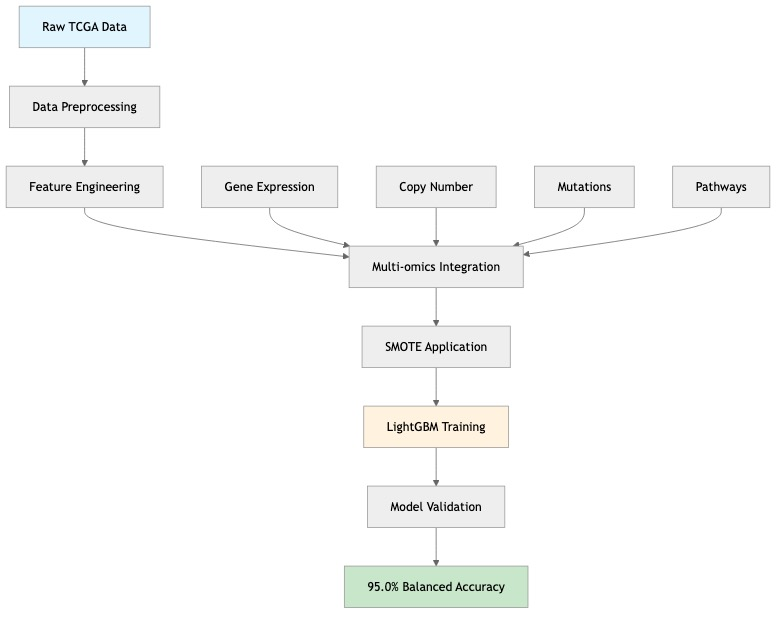 Raw TCGA Data
Data Preprocessing
Feature Engineering
Gene Expression
Copy Number
Mutations
Pathways
Multi-omics Integration
SMOTE Application
LightGBM Training
Model Validation
95.0% Balanced Accuracy